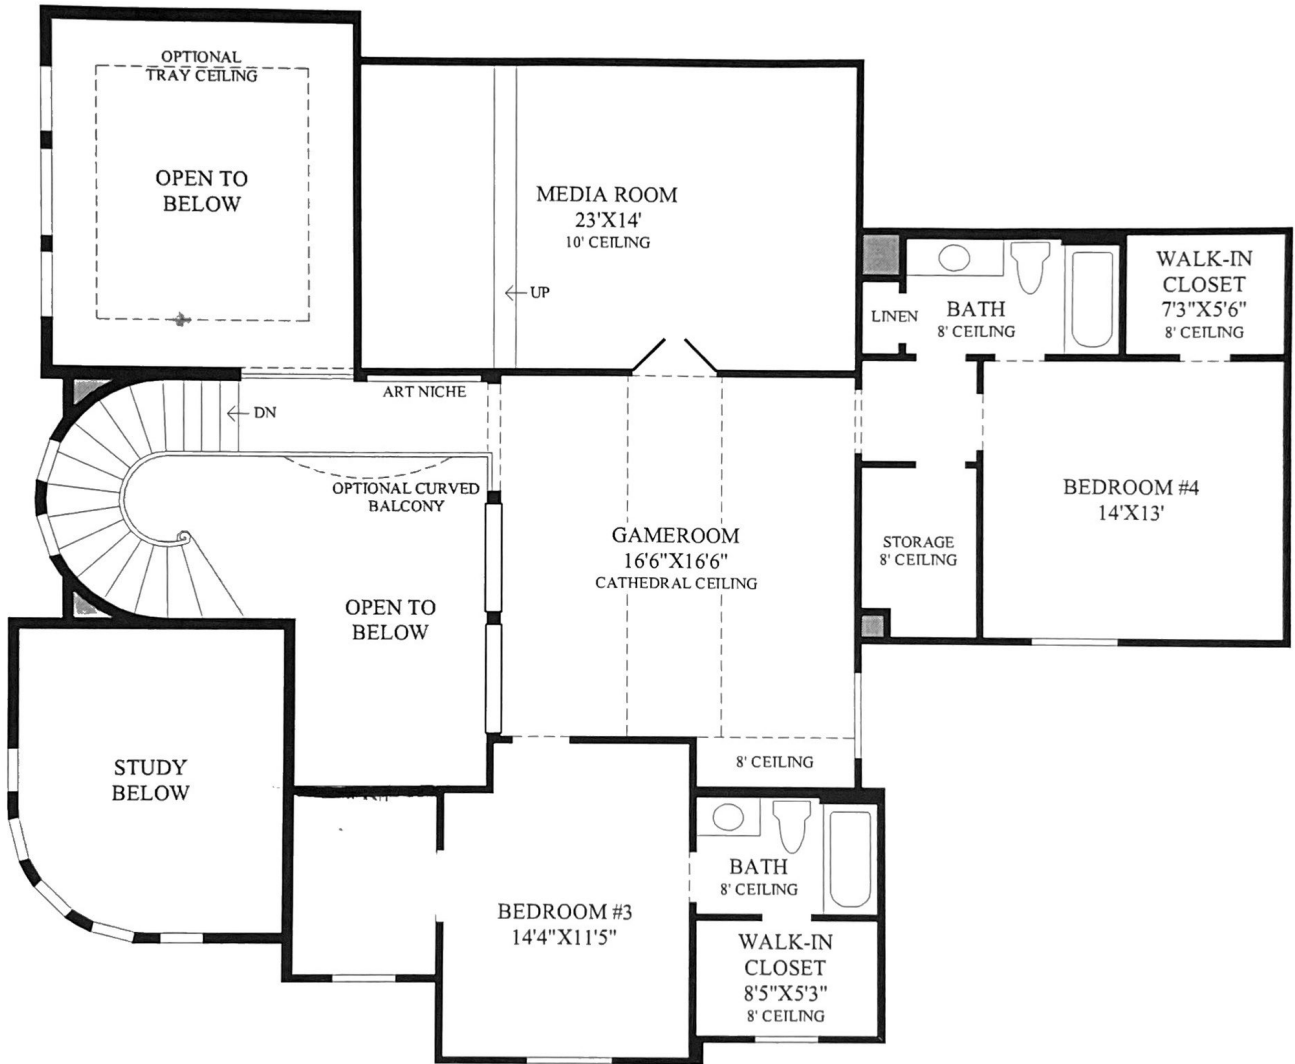 OPTIONAL
TRAY CEILING
OPEN TO
BELOW
MEDIA ROOM
23'X14'
10' CEILING
UP
WALK-IN
CLOSET
7'3"X5'6"
8' CEILING
LINEN
BATH
8' CEILING
ART NICHE
DN
OPTIONAL CURVED
BALCONY
BEDROOM #4
14'X13'
GAMEROOM
16'6"X16'6"
CATHEDRAL CEILING
STORAGE
8' CEILING
OPEN TO
BELOW
STUDY
BELOW
8' CEILING
BATH
8' CEILING
BEDROOM #3
14'4"X11'5"
WALK-IN
CLOSET
8'5"X5'3"
8' CEILING